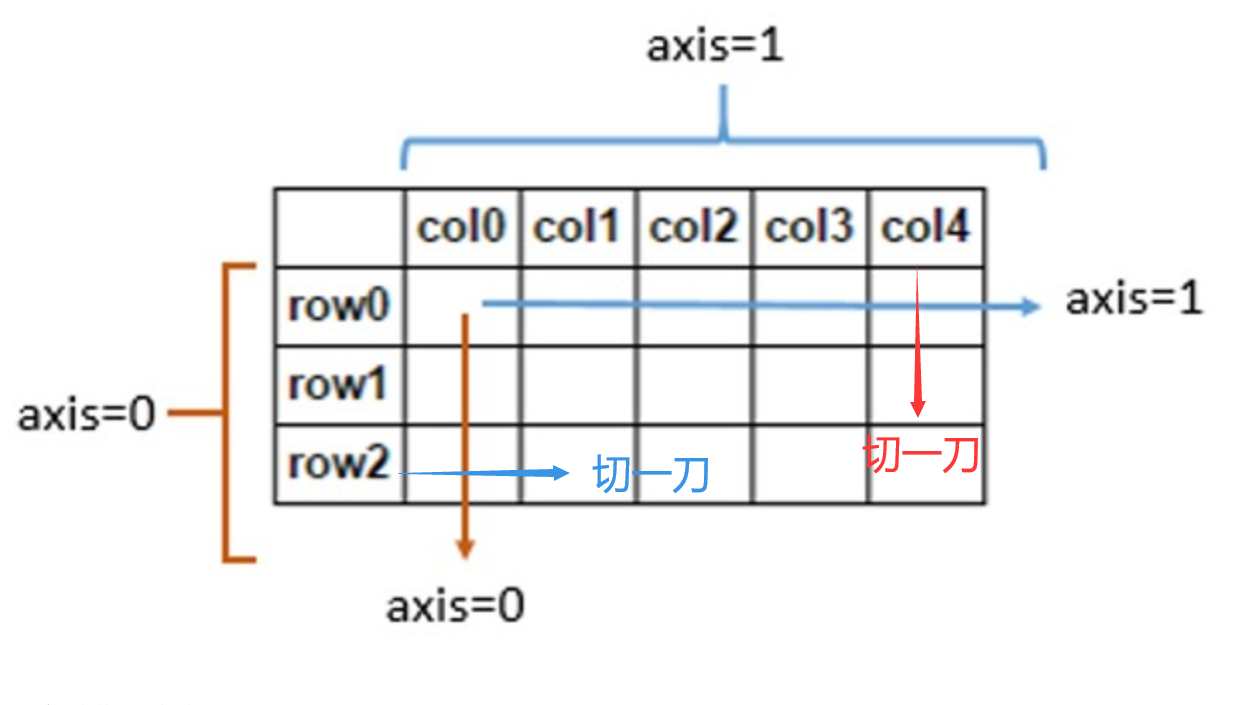 axis=1
col0 col1 col2 col3 col4
row0
axis=1
row1
axis=0
row2
切一刀
切一刀
axis=0